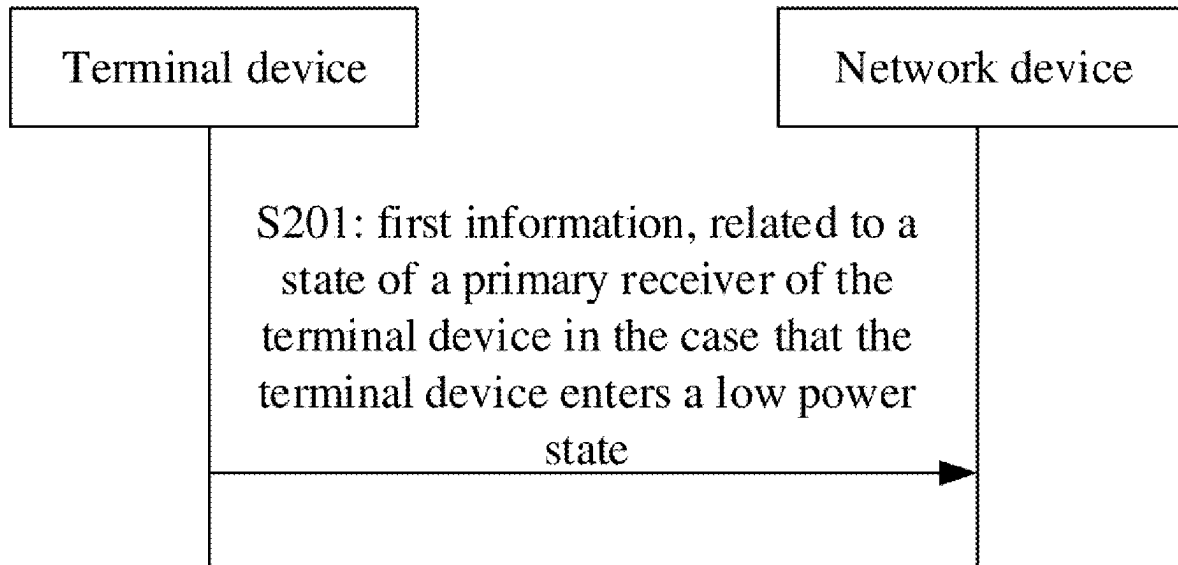 Terminal device
Network device
S201: first information, related to a
state of a primary receiver of the
terminal device in the case that the
terminal device enters a low power
state